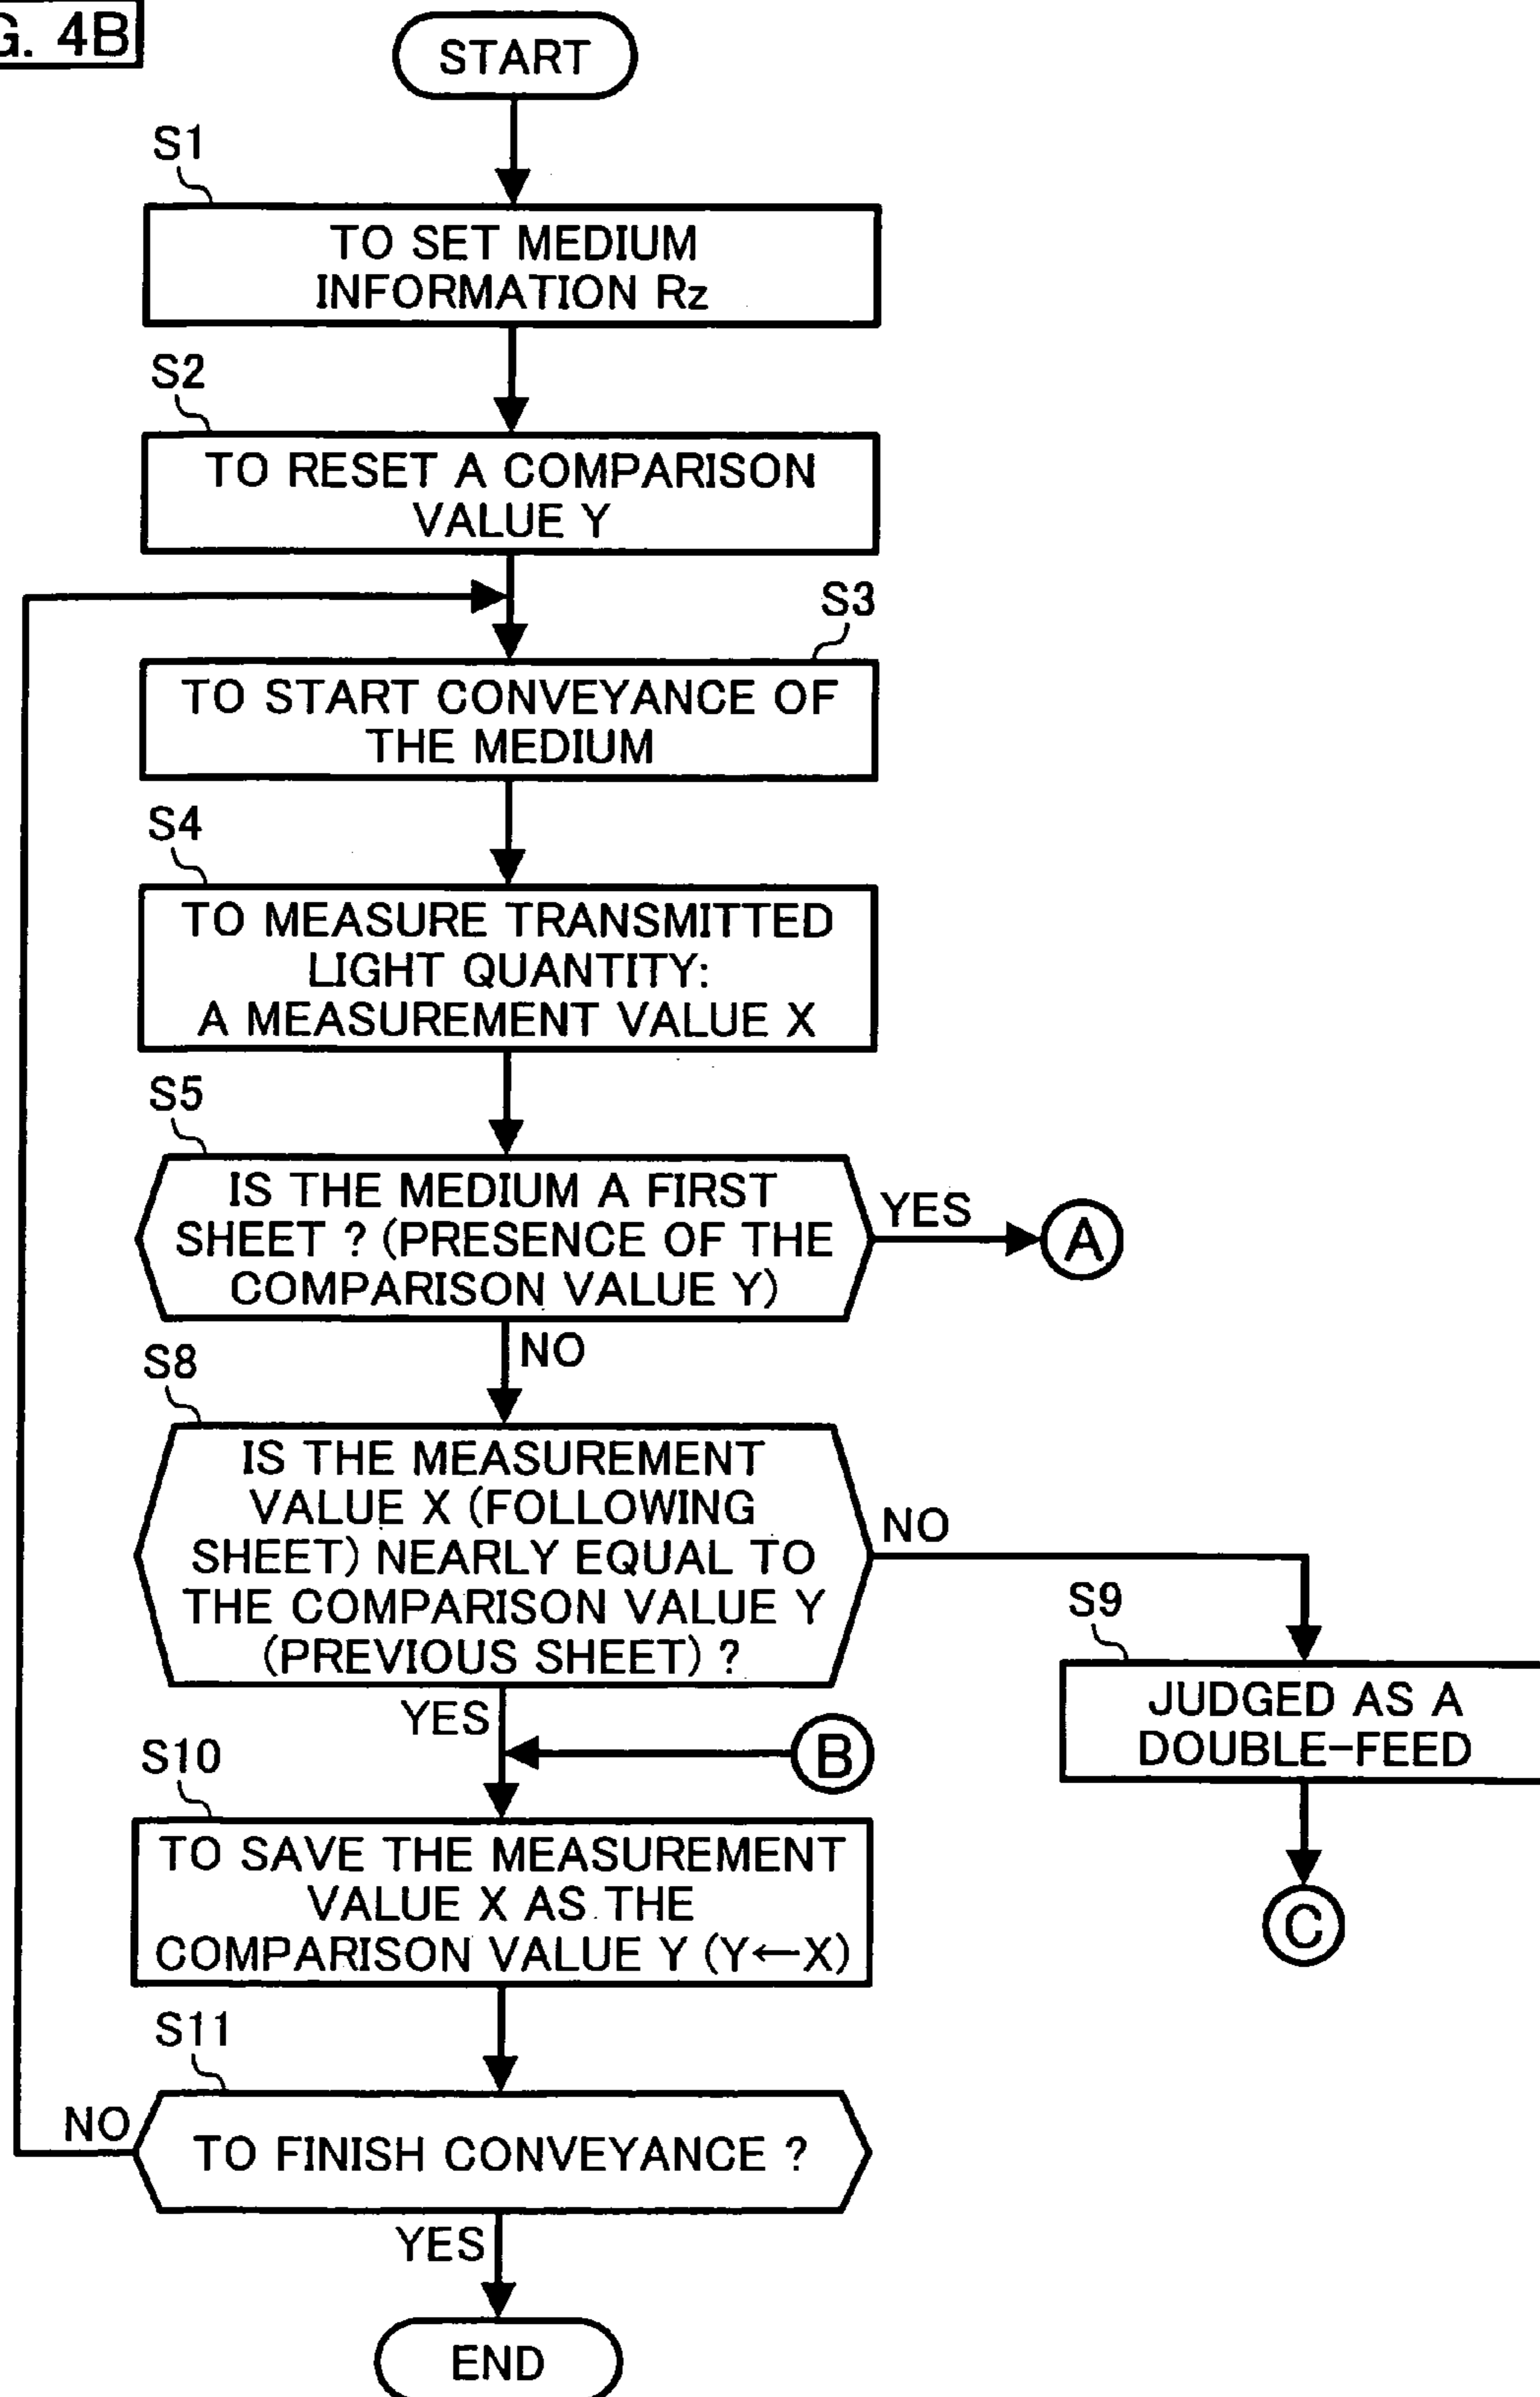 G. 4B
START
S1
TO SET MEDIUM
INFORMATION Rz
S2
TO RESET A COMPARISON
VALUE Y
S3
TO START CONVEYANCE OF
THE MEDIUM
S4
TO MEASURE TRANSMITTED
LIGHT QUANTITY:
A MEASUREMENT VALUE X
S5
IS THE MEDIUM A FIRST
SHEET ? (PRESENCE OF THE
COMPARISON VALUE Y)
YES
A
NO
S8
IS THE MEASUREMENT
VALUE X (FOLLOWING
SHEET) NEARLY EQUAL TO
THE COMPARISON VALUE Y
(PREVIOUS SHEET) ?
NO
S9
JUDGED AS A
DOUBLE-FEED
C
YES
B
S10
TO SAVE THE MEASUREMENT
VALUE X AS THE
COMPARISON VALUE Y (Y←X)
S11
TO FINISH CONVEYANCE ?
NO
YES
END